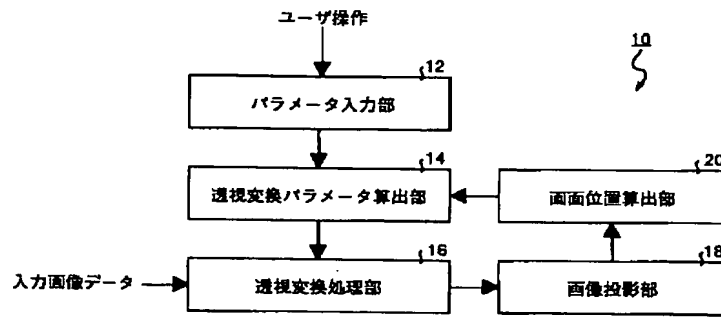 ユーザ操作
10
12
パラメータ入力部
14
透視変換パラメータ算出部
20
画面位置算出部
入力画像データ
16
透視変換処理部
18
画像投影部